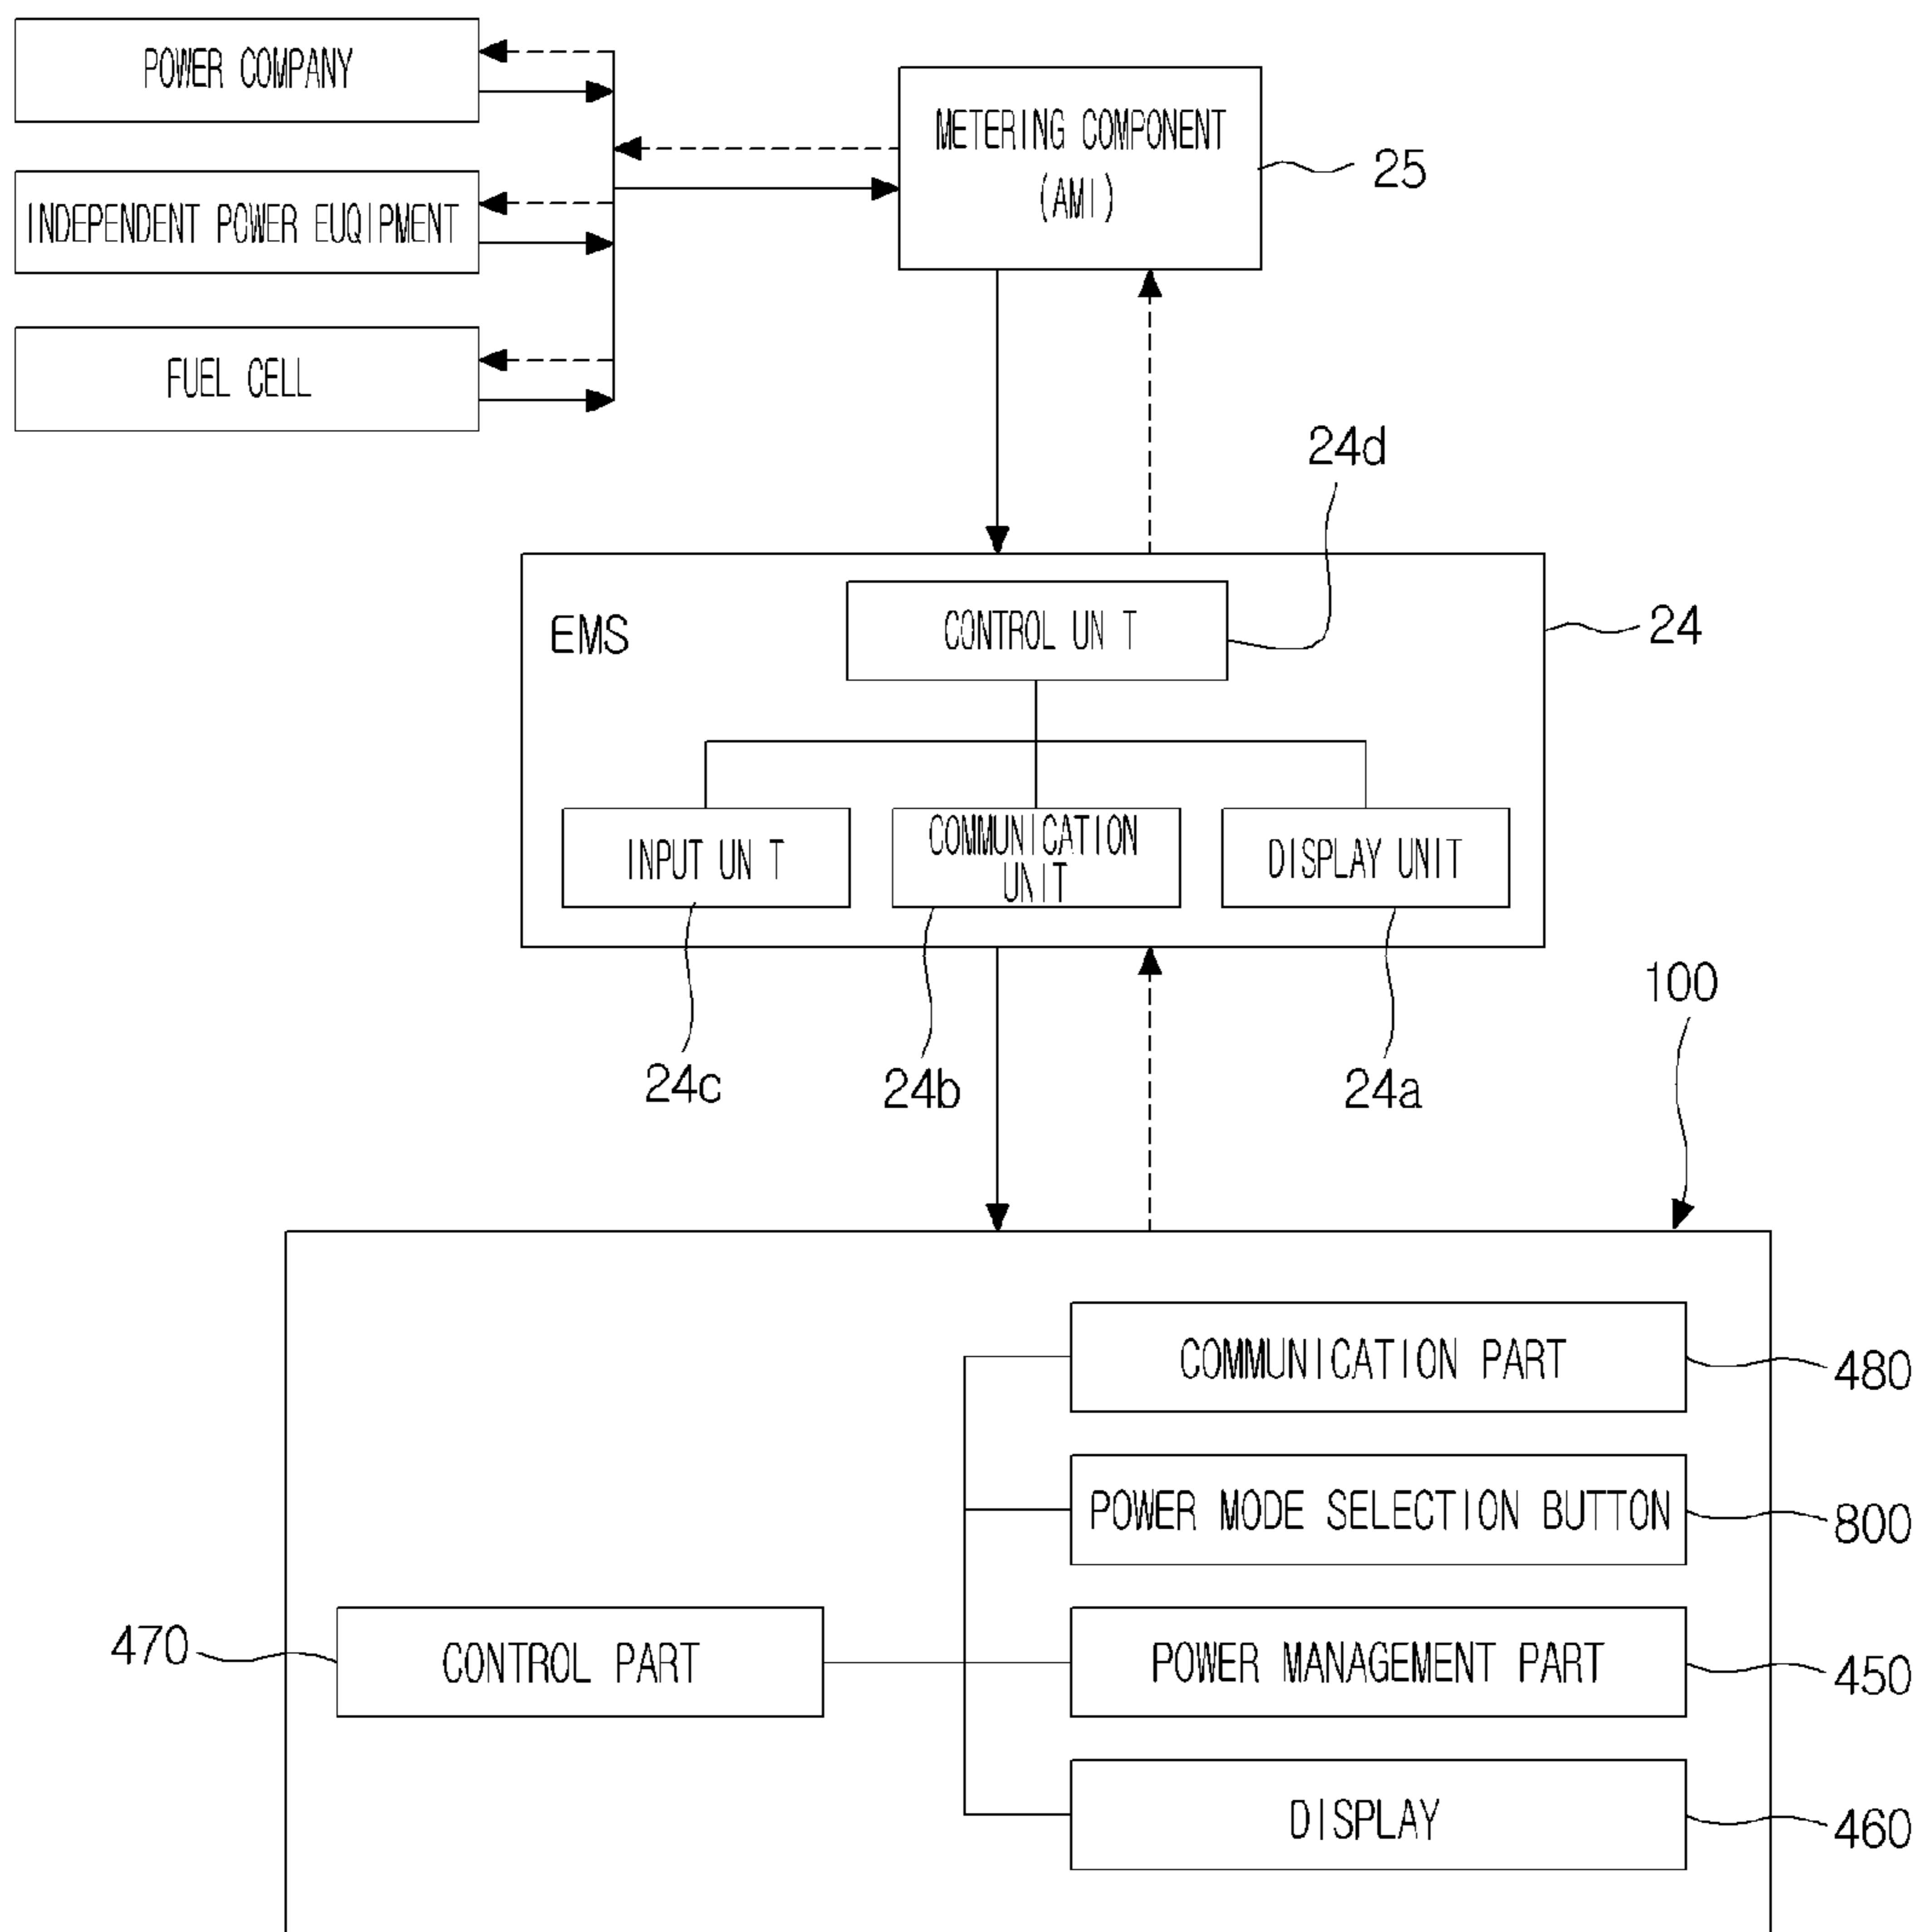 POWER COMPANY
METERING COMPONENT
(AMI)
25
INDEPENDENT POWER EUQIPMENT
FUEL CELL
24d
EMS
CONTROL UN T
24
INPUT UN T
COMMUNICATION
UNIT
DISPLAY UNIT
24c
24b
24a
100
COMMUNICATION PART
480
POWER MODE SELECTION BUTTON
800
470
CONTROL PART
POWER MANAGEMENT PART
450
DISPLAY
460